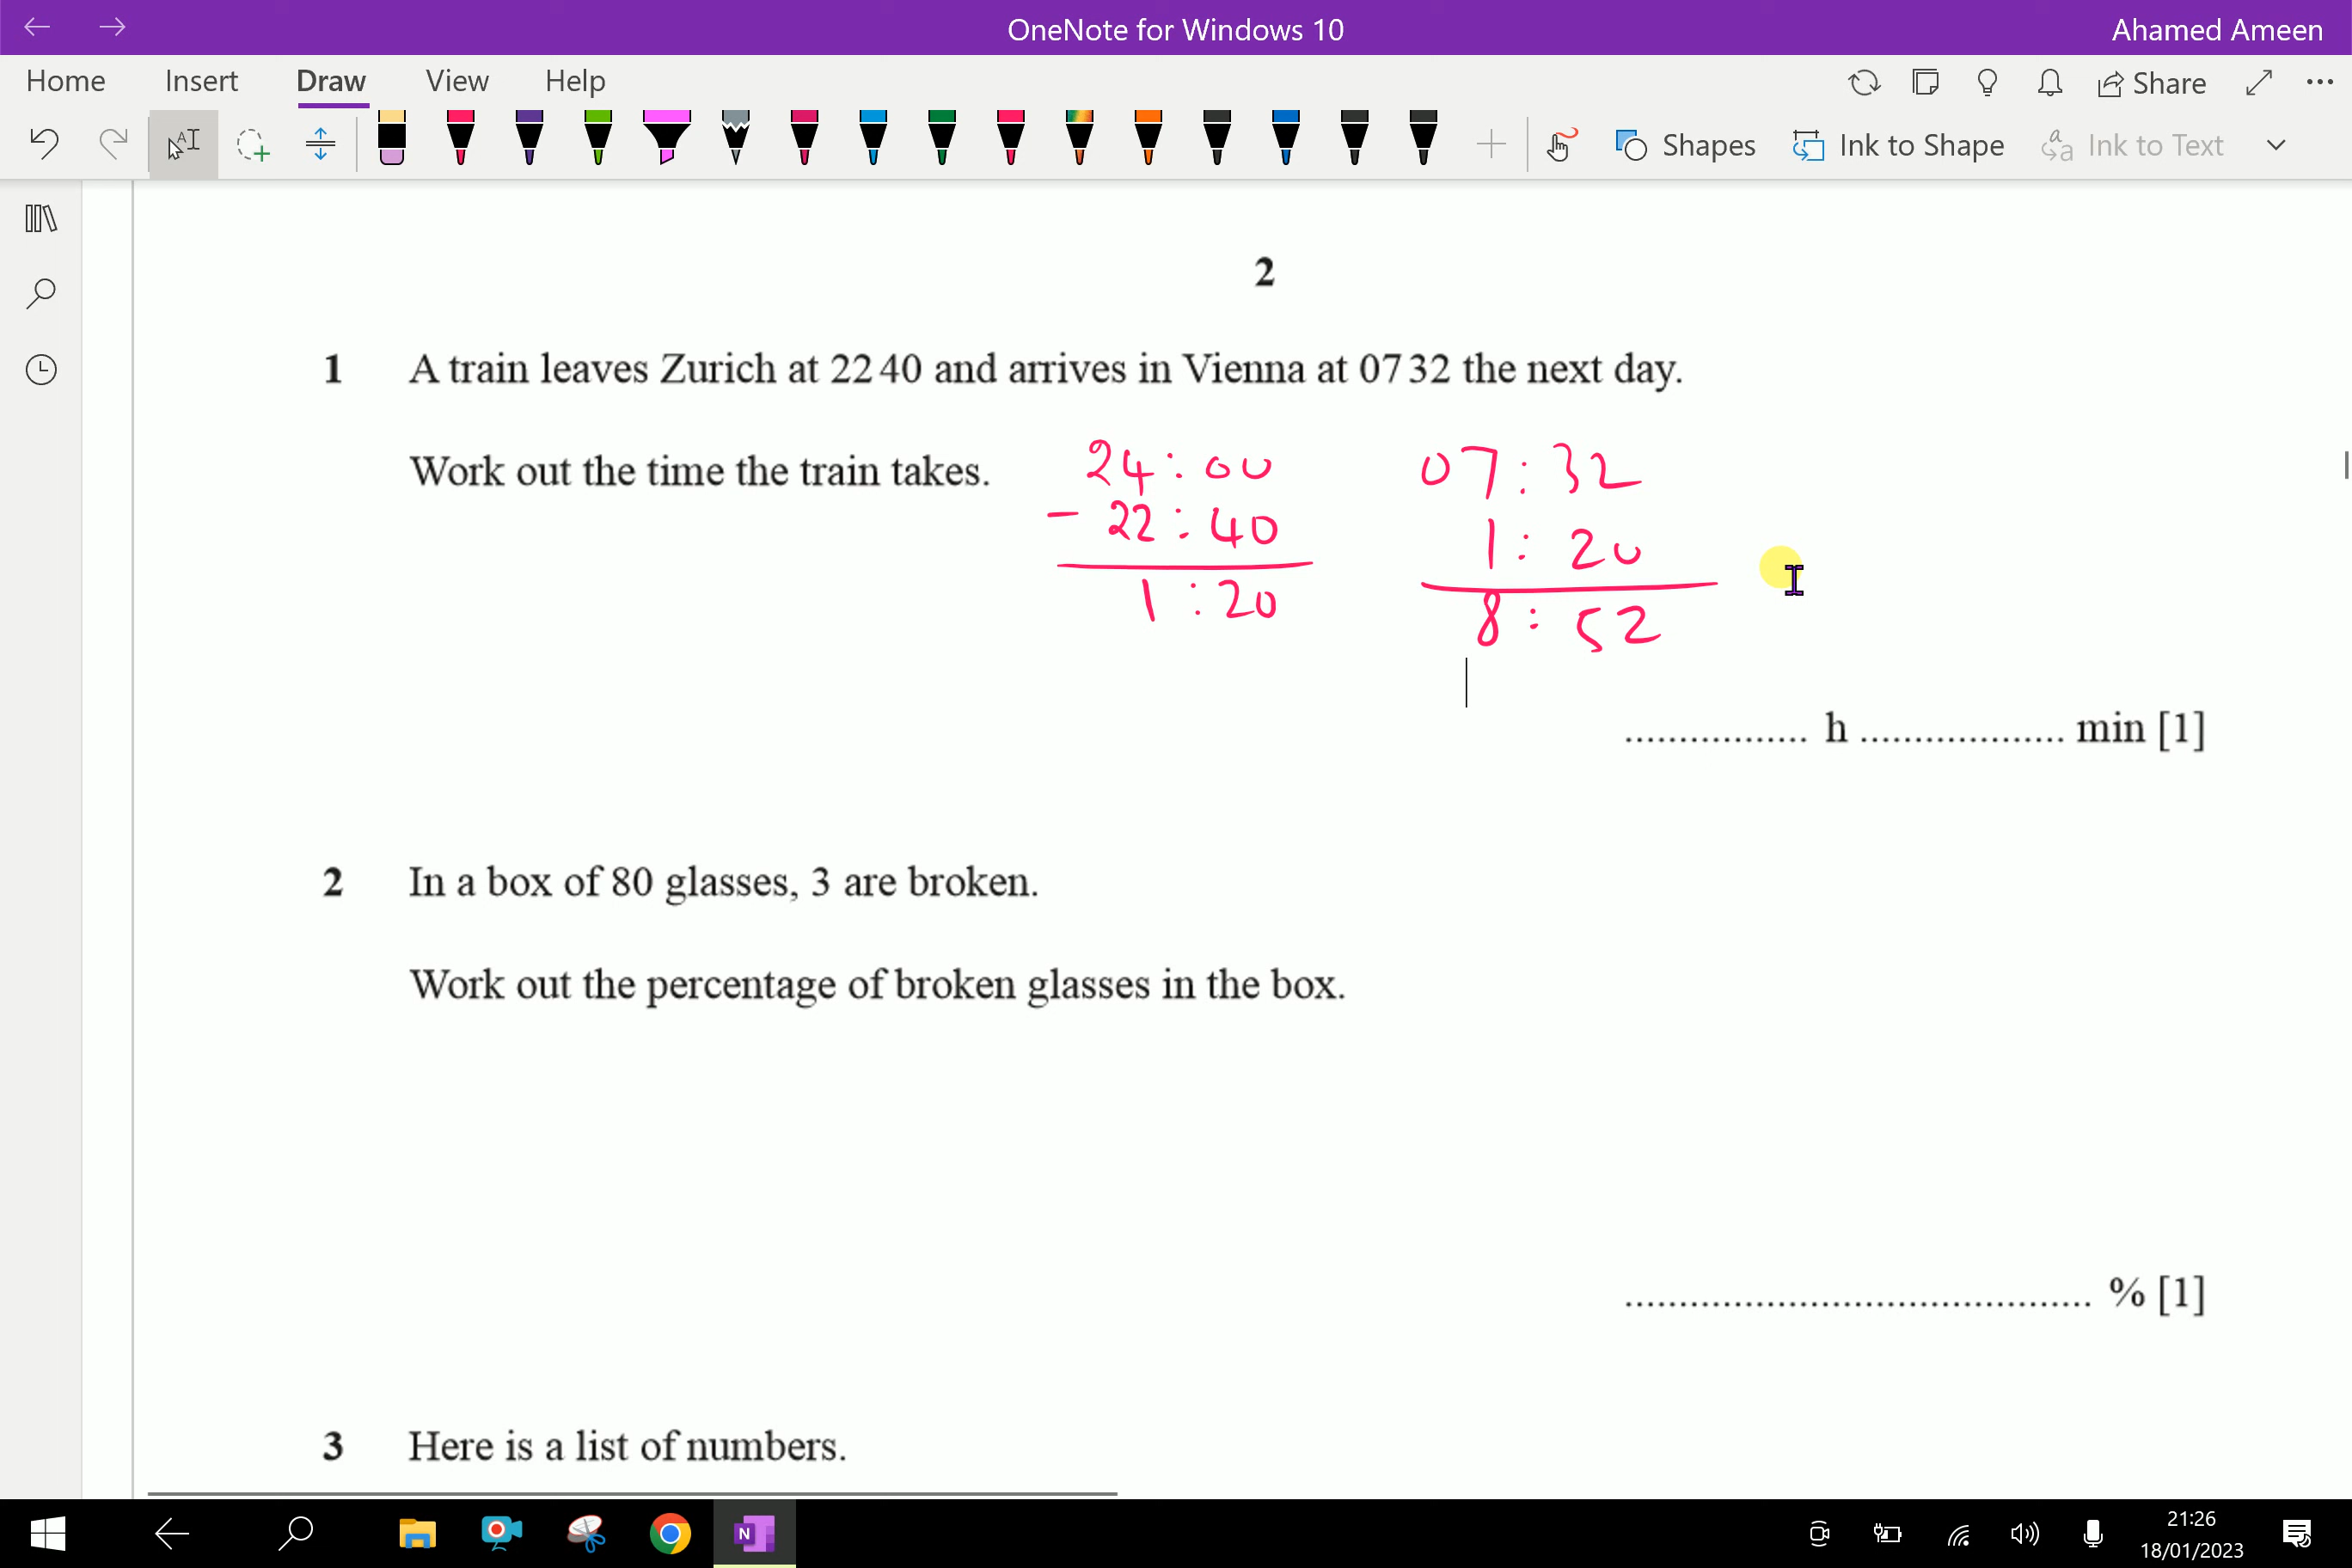 OneNote for Windows 10
Ahamed Ameen
Home Insert Draw View Help
Share
Shapes Ink to Shape Ink to Text
2
1 A train leaves Zurich at 22 40 and arrives in Vienna at 07 32 the next day.
Work out the time the train takes.
24:00
- 22:40
1:20
07:32
1:20
8:52
................. h ................... min [1]
2 In a box of 80 glasses, 3 are broken.
Work out the percentage of broken glasses in the box.
........................................... % [1]
3 Here is a list of numbers.
21:26
18/01/2023